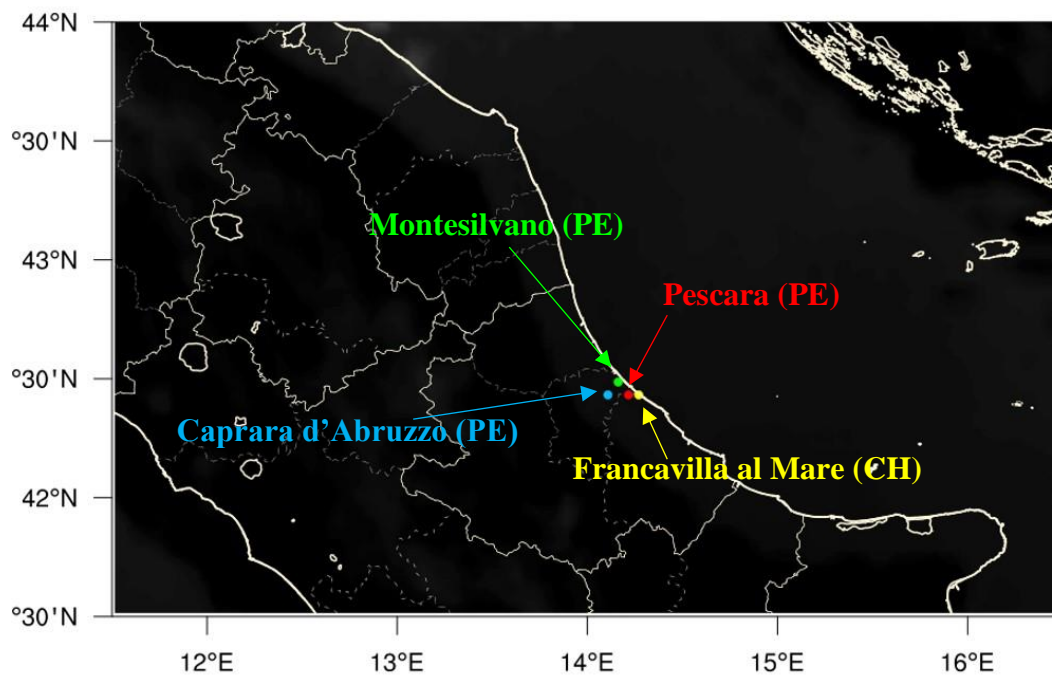 44°N
°30'N
Montesilvano (PE)
43°N
Pescara (PE)
°30'N
Caprara d’Abruzzo (PE)
Francavilla al Mare (CH)
42°N
°30'N
12°E 13°E 14°E 15°E 16°E